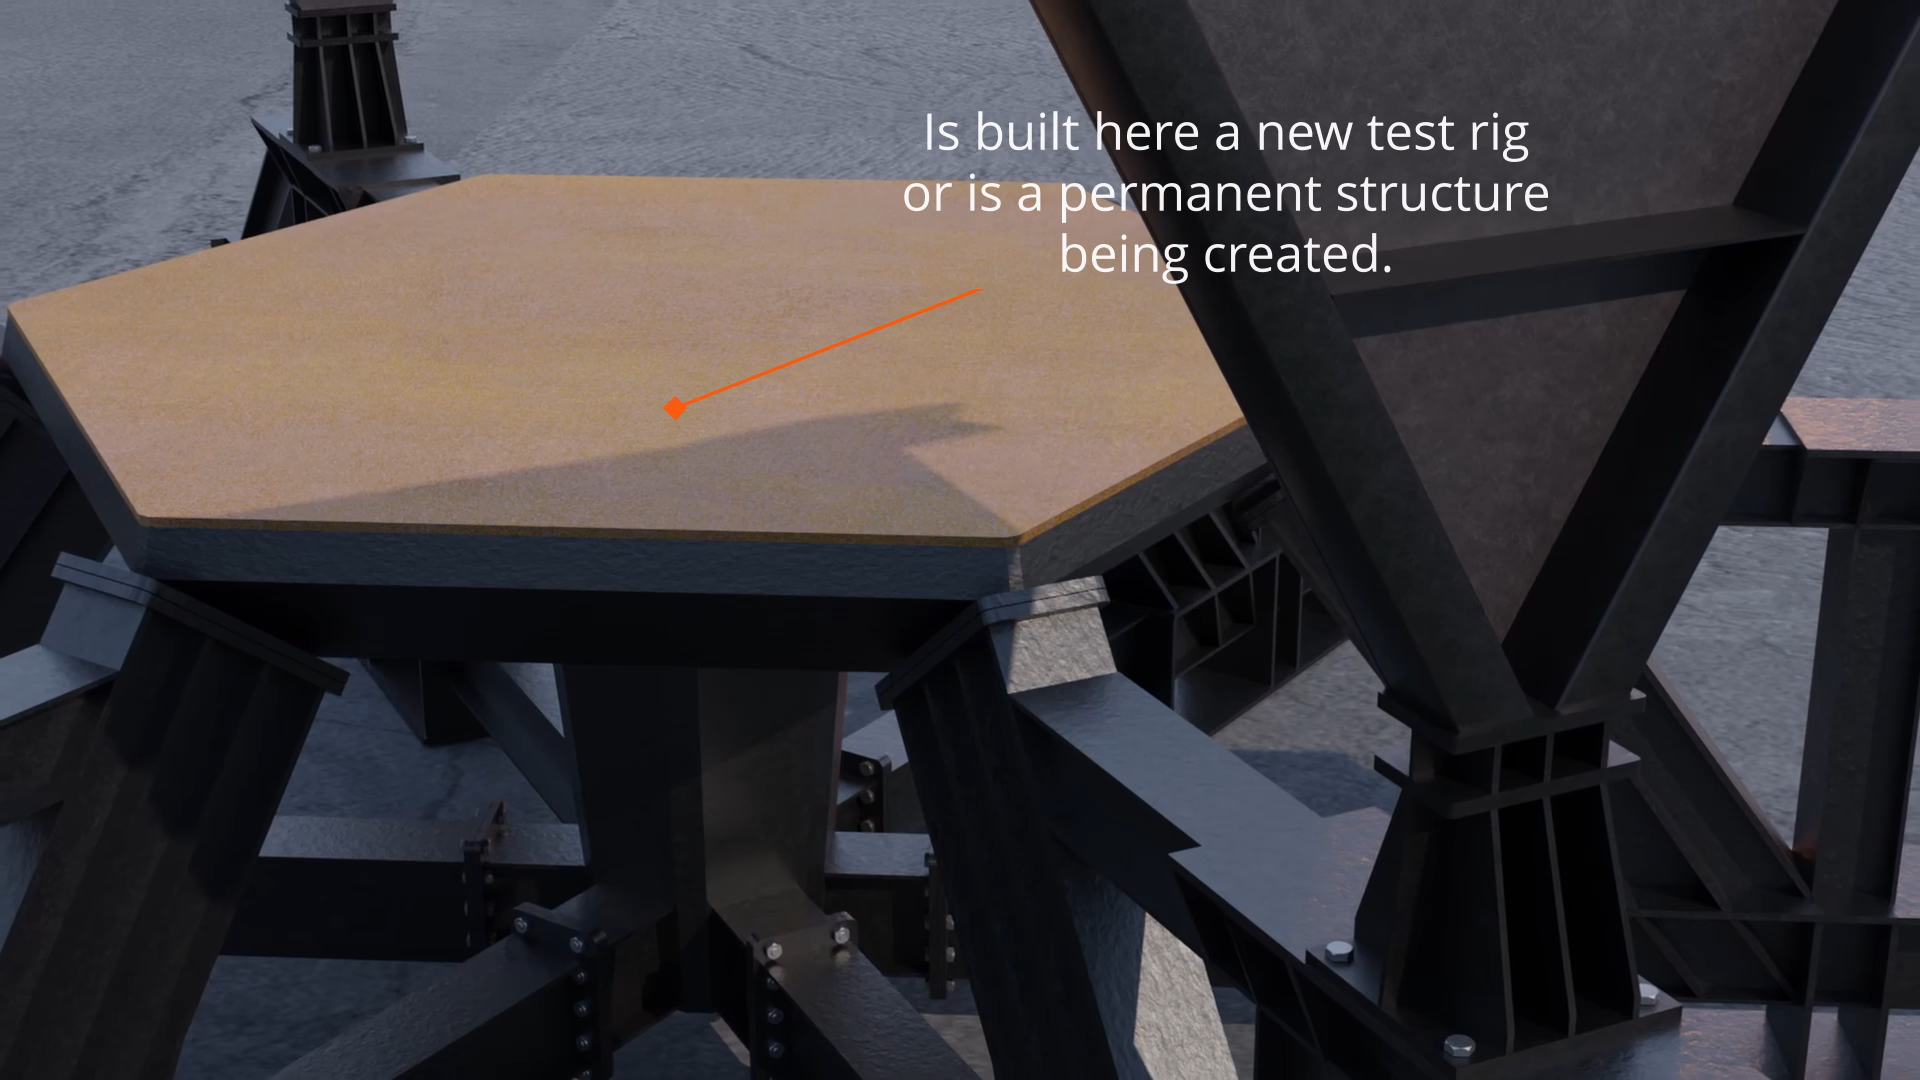 Is built here a new test rig
or is a permanent structure
being created.